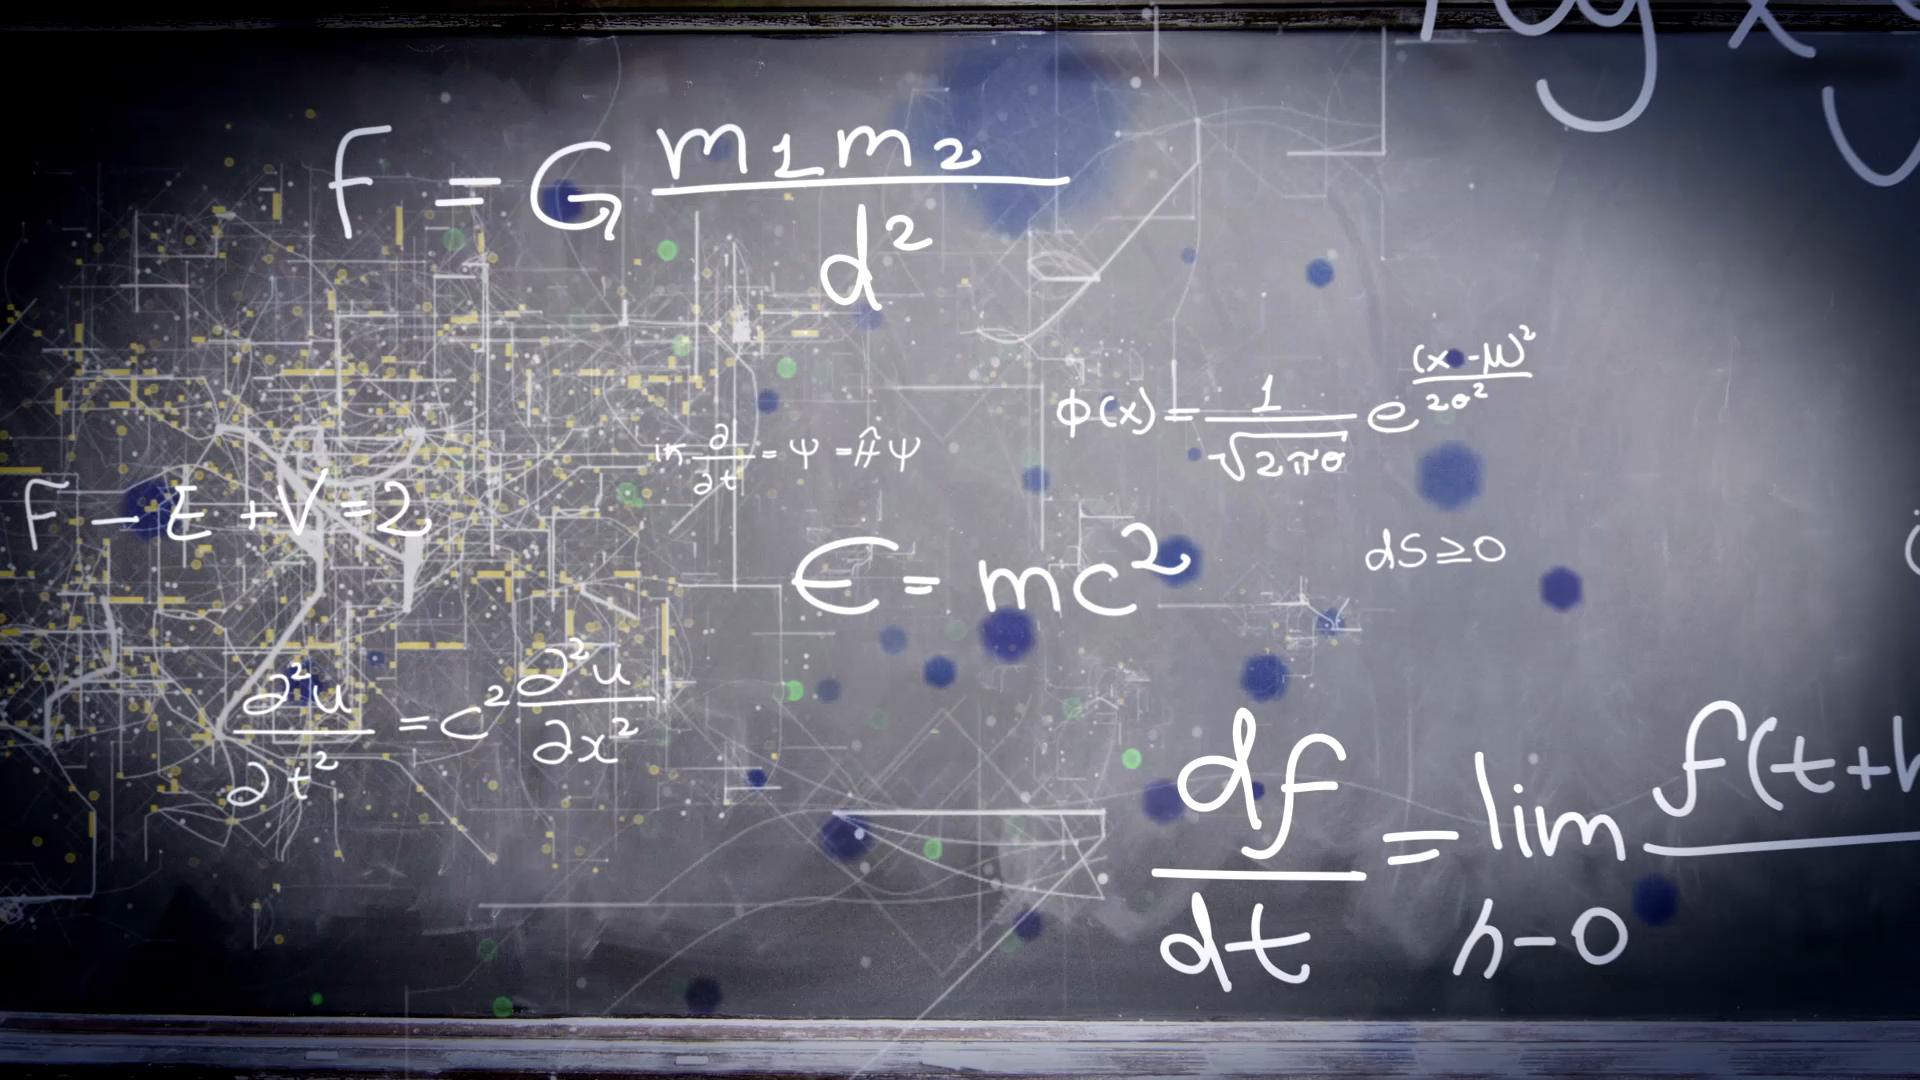 F = G m₁m₂ / d²
ϕ(x) = 1 / √2πσ e (x-μ)² / 2σ²
iħ ∂ / ∂t = Ψ = Ĥ Ψ
F - E + V = 2
E = mc²
dS ≥ 0
∂²u / ∂t² = c² ∂²u / ∂x²
df / dt = lim h-0 f(t+h